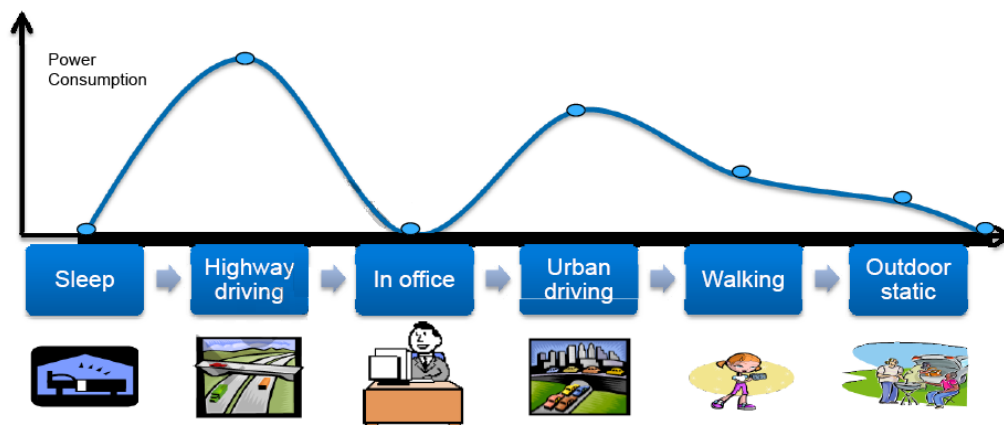 Power
Consumption
Sleep
Highway
driving
In office
Urban
driving
Walking
Outdoor
static